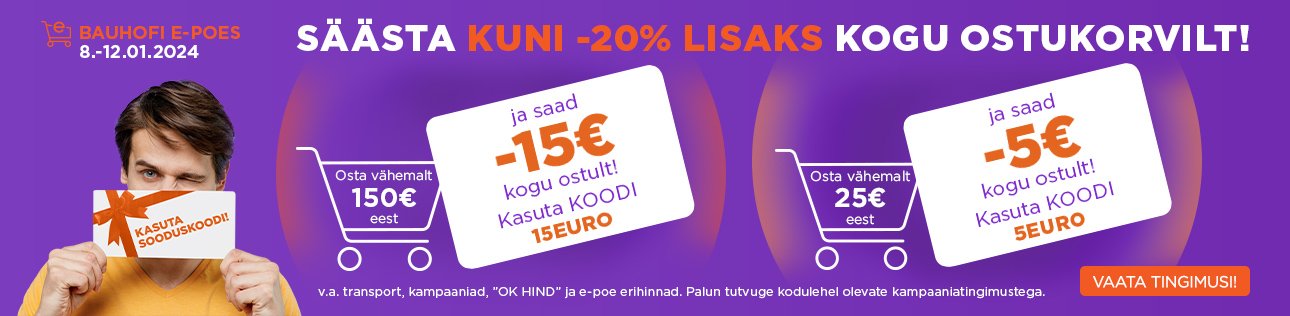 BAUHOFI E-POES
8.-12.01.2024
SÄÄSTA KUNI -20% LISAKS KOGU OSTUKORVILT!
KASUTA
SOODUSKOODI!
Osta vähemalt
150€
eest
ja saad
-15€
kogu ostult!
Kasuta KOODI
15EURO
Osta vähemalt
25€
eest
ja saad
-5€
kogu ostult!
Kasuta KOODI
5EURO
v.a. transport, kampaaniad, ”OK HIND” ja e-poe erihinnad. Palun tutvuge kodulehel olevate kampaaniatingimustega.
VAATA TINGIMUSI!